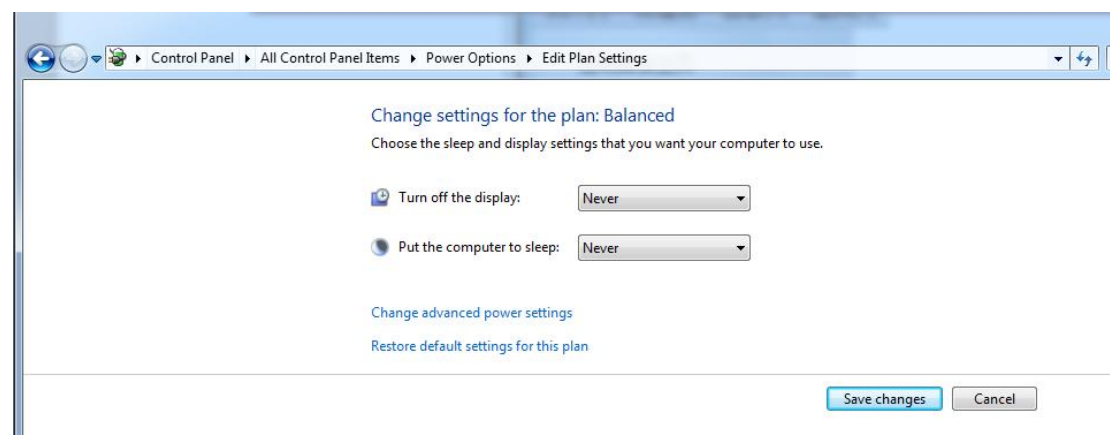 Control Panel ▸ All Control Panel Items ▸ Power Options ▸ Edit Plan Settings
Change settings for the plan: Balanced
Choose the sleep and display settings that you want your computer to use.
Turn off the display: Never
Put the computer to sleep: Never
Change advanced power settings
Restore default settings for this plan
Save changes Cancel